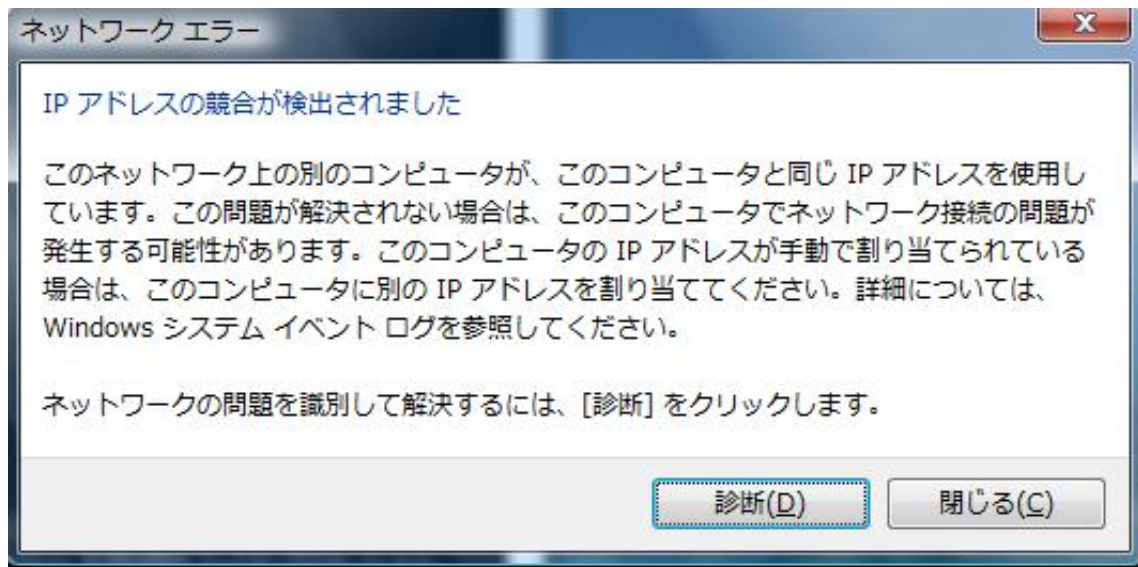 ネットワーク エラー
IP アドレスの競合が検出されました
このネットワーク上の別のコンピュータが、このコンピュータと同じ IP アドレスを使用し
ています。この問題が解決されない場合は、このコンピュータでネットワーク接続の問題が
発生する可能性があります。このコンピュータの IP アドレスが手動で割り当てられている
場合は、このコンピュータに別の IP アドレスを割り当ててください。詳細については、
Windows システム イベント ログを参照してください。
ネットワークの問題を識別して解決するには、[診断] をクリックします。
診断(D)
閉じる(C)